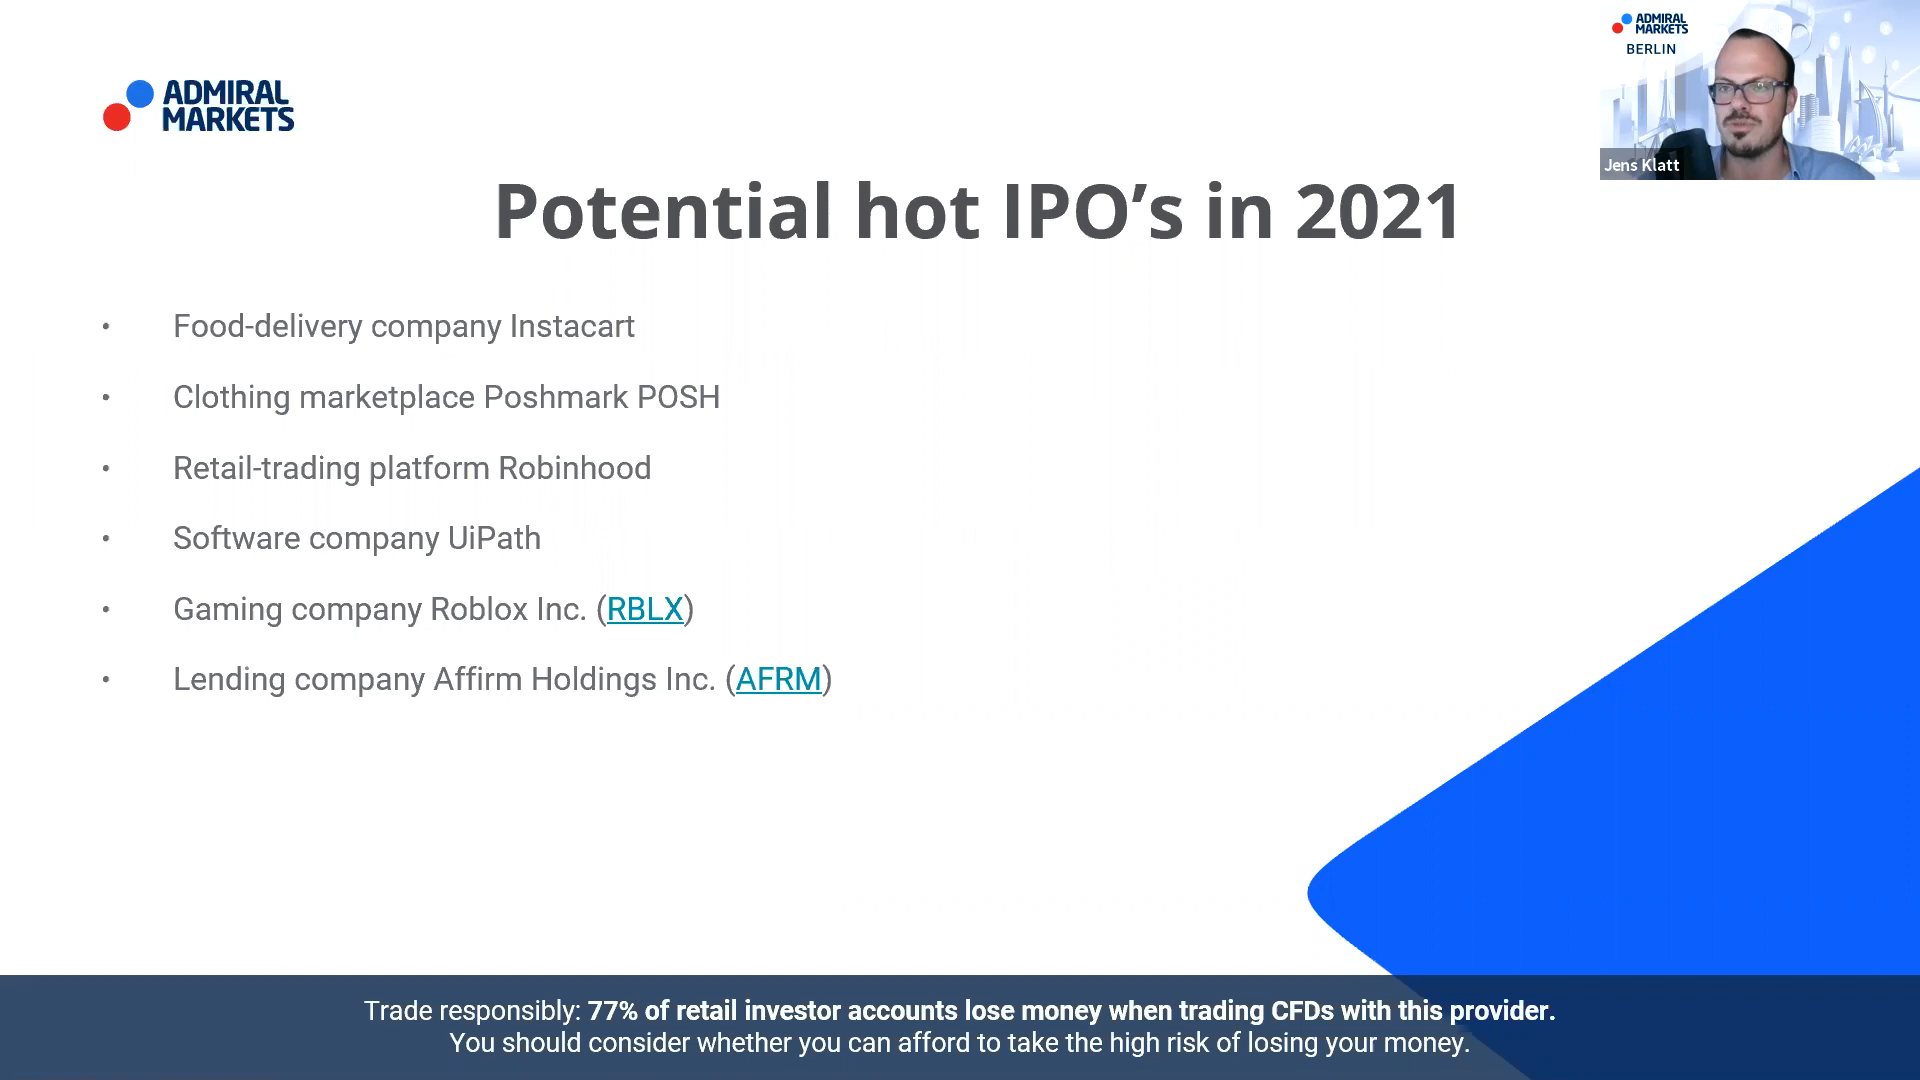 ADMIRAL
MARKETS
ADMIRAL
MARKETS
BERLIN
Jens Klatt
Potential hot IPO’s in 2021
• Food-delivery company Instacart
• Clothing marketplace Poshmark POSH
• Retail-trading platform Robinhood
• Software company UiPath
• Gaming company Roblox Inc. (RBLX)
• Lending company Affirm Holdings Inc. (AFRM)
Trade responsibly: 77% of retail investor accounts lose money when trading CFDs with this provider.
You should consider whether you can afford to take the high risk of losing your money.